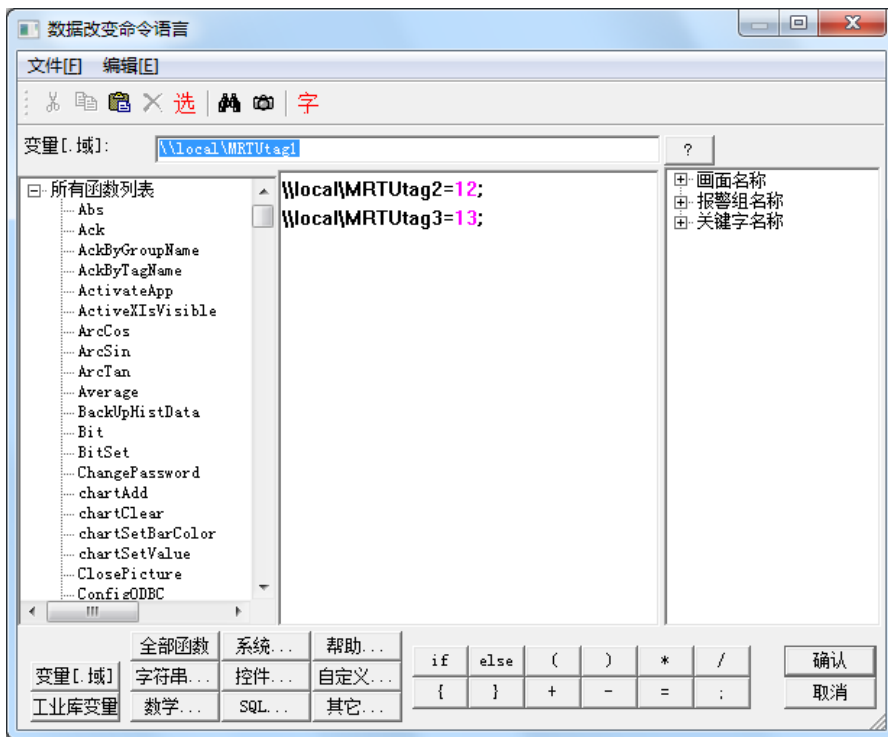 数据改变命令语言
文件[F] 编辑[E]
选 字
变量[.域]: \\local\MRTUtag1 ?
所有函数列表
Abs
Ack
AckByGroupName
AckByTagName
ActivateApp
ActiveXIsVisible
ArcCos
ArcSin
ArcTan
Average
BackUpHistData
Bit
BitSet
ChangePassword
chartAdd
chartClear
chartSetBarColor
chartSetValue
ClosePicture
ConfigODBC
\\local\MRTUtag2=12;
\\local\MRTUtag3=13;
画面名称
报警组名称
关键字名称
全部函数 系统... 帮助...
变量[.域] 字符串... 控件... 自定义...
工业库变量 数学... SQL... 其它...
if else ( ) * /
{ } + - = ;
确认
取消